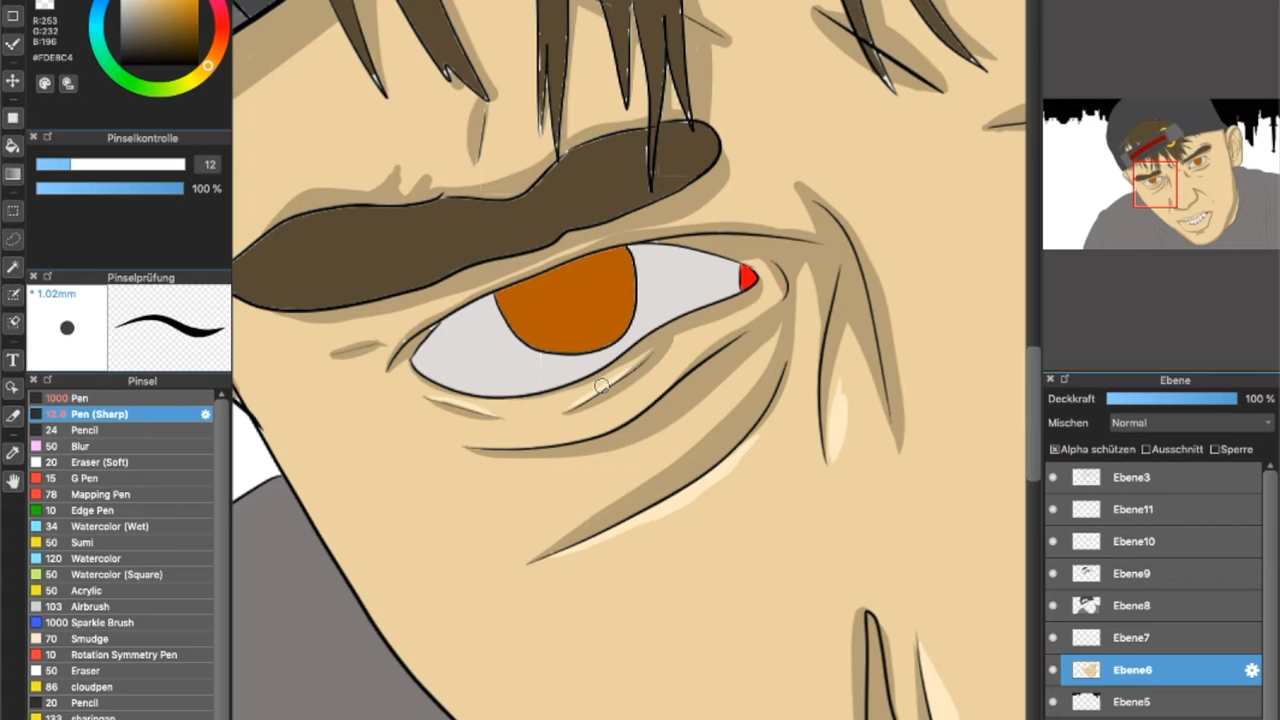 R:253
G:232
B:196
#FDE8C4
Pinselkontrolle
12
100 %
Pinselprüfung
* 1.02mm
T
Pinsel
1000 Pen
12.0 Pen (Sharp)
24 Pencil
50 Blur
20 Eraser (Soft)
15 G Pen
78 Mapping Pen
10 Edge Pen
34 Watercolor (Wet)
50 Sumi
120 Watercolor
50 Watercolor (Square)
50 Acrylic
103 Airbrush
1000 Sparkle Brush
70 Smudge
10 Rotation Symmetry Pen
50 Eraser
86 cloudpen
20 Pencil
133 sharingan
Ebene
Deckkraft 100 %
Mischen Normal
Alpha schützen Ausschnitt Sperre
Ebene3
Ebene11
Ebene10
Ebene9
Ebene8
Ebene7
Ebene6
Ebene5